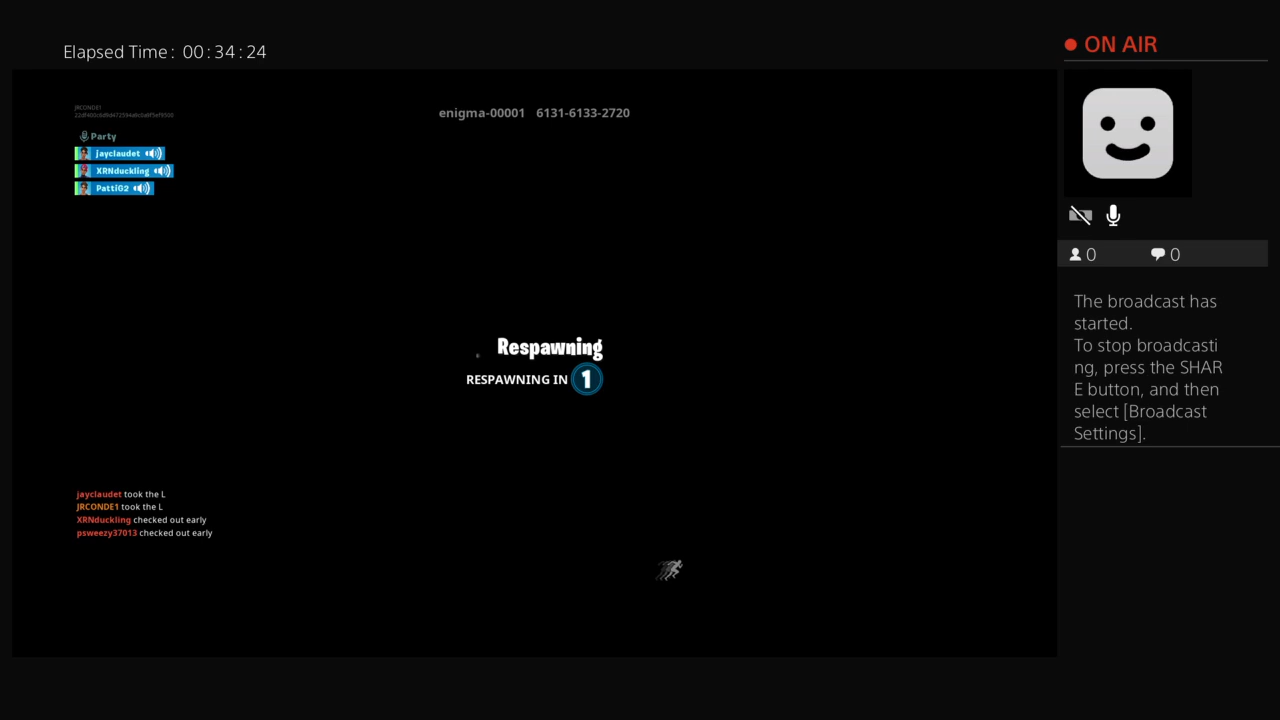 Elapsed Time: 00:34:24
ON AIR
JRCONDE1
enigma-00001 6131-6133-2720
Party
jayclaudet
XRNduckling
PattiG2
0 0
The broadcast has
started.
To stop broadcasti
ng, press the SHAR
E button, and then
select [Broadcast
Settings].
Respawning
RESPAWNING IN 1
jayclaudet took the L
JRCONDE1 took the L
XRNduckling checked out early
psweezy37013 checked out early